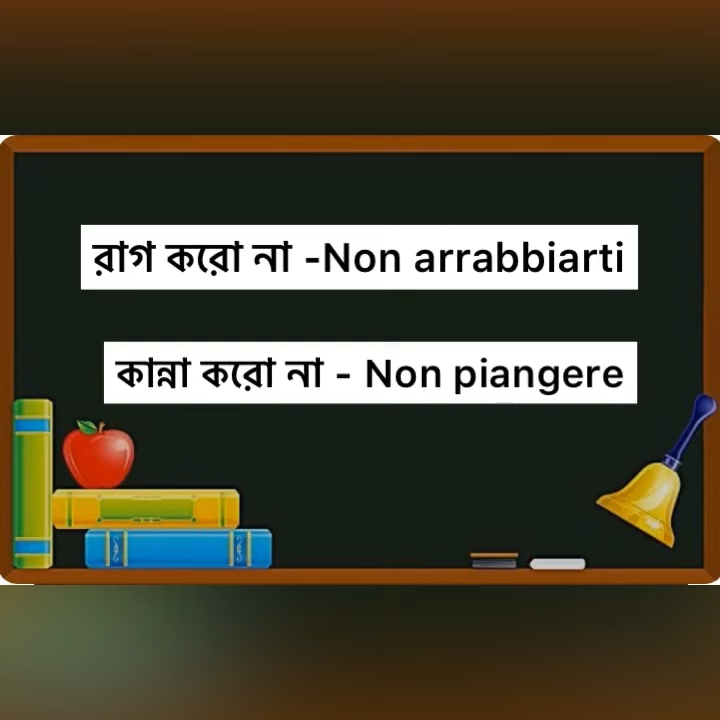 রাগ করো না -Non arrabbiarti
কান্না করো না - Non piangere